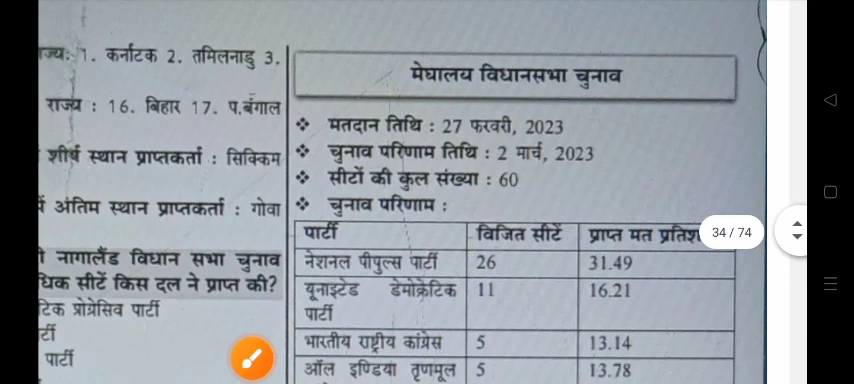 ाज्यः 1. कर्नाटक 2. तमिलनाडु 3.
राज्य : 16. बिहार 17. प.बंगाल
शीर्ष स्थान प्राप्तकर्ता : सिक्किम
में अंतिम स्थान प्राप्तकर्ता : गोवा
नागालैंड विधान सभा चुनाव
धिक सीटें किस दल ने प्राप्त की?
टिक प्रोग्रेसिव पार्टी
र्टी
पार्टी
मेघालय विधानसभा चुनाव
❖ मतदान तिथि : 27 फरवरी, 2023
❖ चुनाव परिणाम तिथि : 2 मार्च, 2023
❖ सीटों की कुल संख्या : 60
❖ चुनाव परिणाम :
पार्टी विजित सीटें प्राप्त मत प्रतिश
नेशनल पीपुल्स पार्टी 26 31.49
यूनाइटेड डेमोक्रेटिक 11 16.21
पार्टी
भारतीय राष्ट्रीय कांग्रेस 5 13.14
ऑल इण्डिया तृणमूल 5 13.78
34 / 74